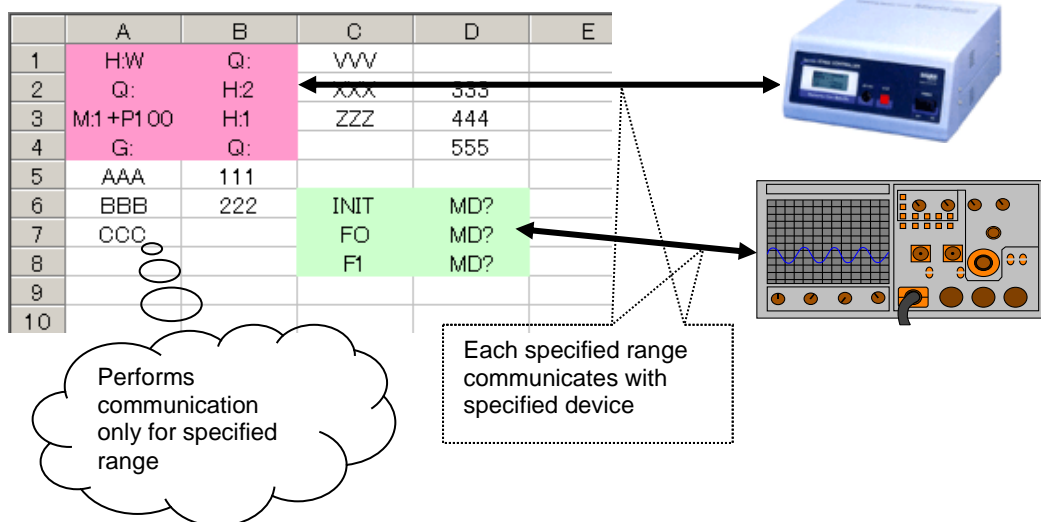 A B C D E
1 H:W Q: VVV
2 Q: H:2 XXX 333
3 M:1+P100 H:1 ZZZ 444
4 G: Q: 555
5 AAA 111
6 BBB 222 INIT MD?
7 CCC FO MD?
8 F1 MD?
9
10
Performs
communication
only for specified
range
Each specified range
communicates with
specified device